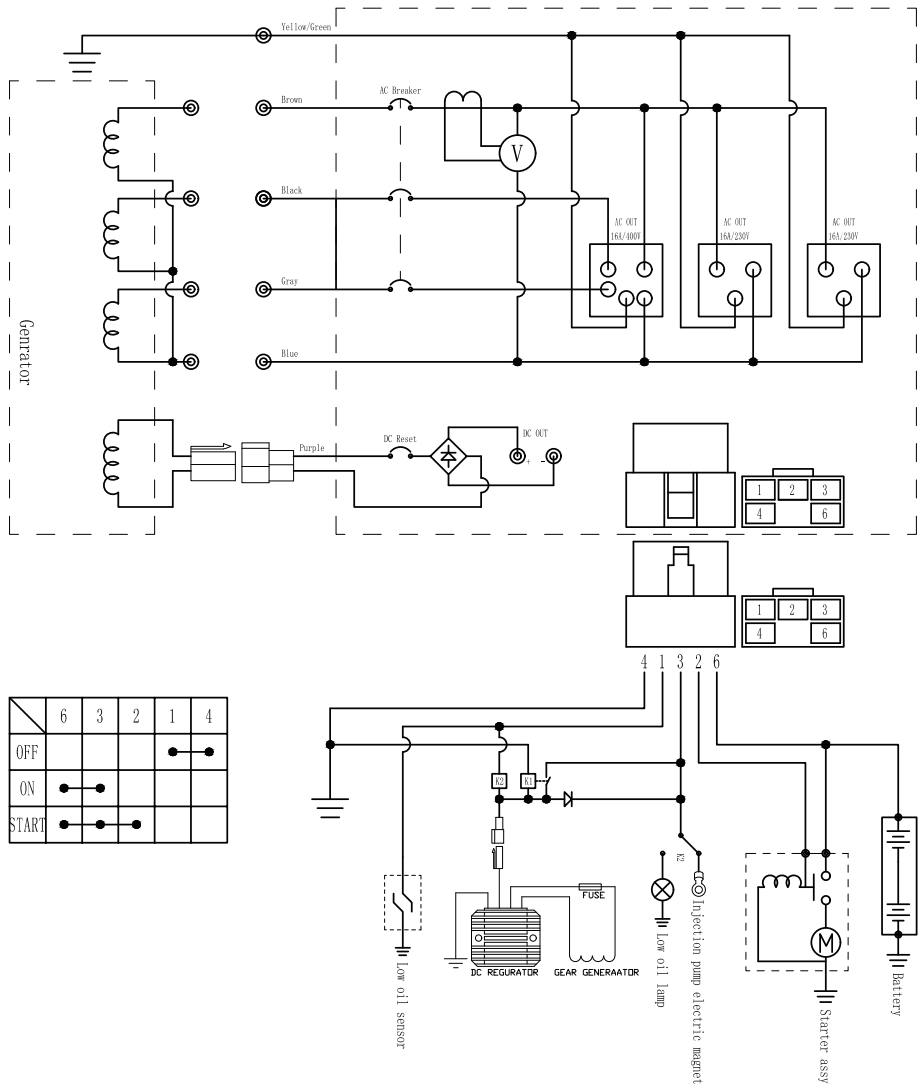 Yellow/Green
Brown
AC Breaker
V
Black
AC OUT
16A/400V
AC OUT
16A/230V
AC OUT
16A/230V
Gray
Genrator
Blue
Purple
DC Reset
DC OUT
+ -
1 2 3
4 6
1 2 3
4 6
4 1 3 2 6
6 3 2 1 4
OFF
ON
START
K2
K1
K2
FUSE
M
DC REGURATOR
GEAR GENERAATOR
Low oil sensor
Low oil lamp
Injection pump electric magnet
Starter assy
Battery